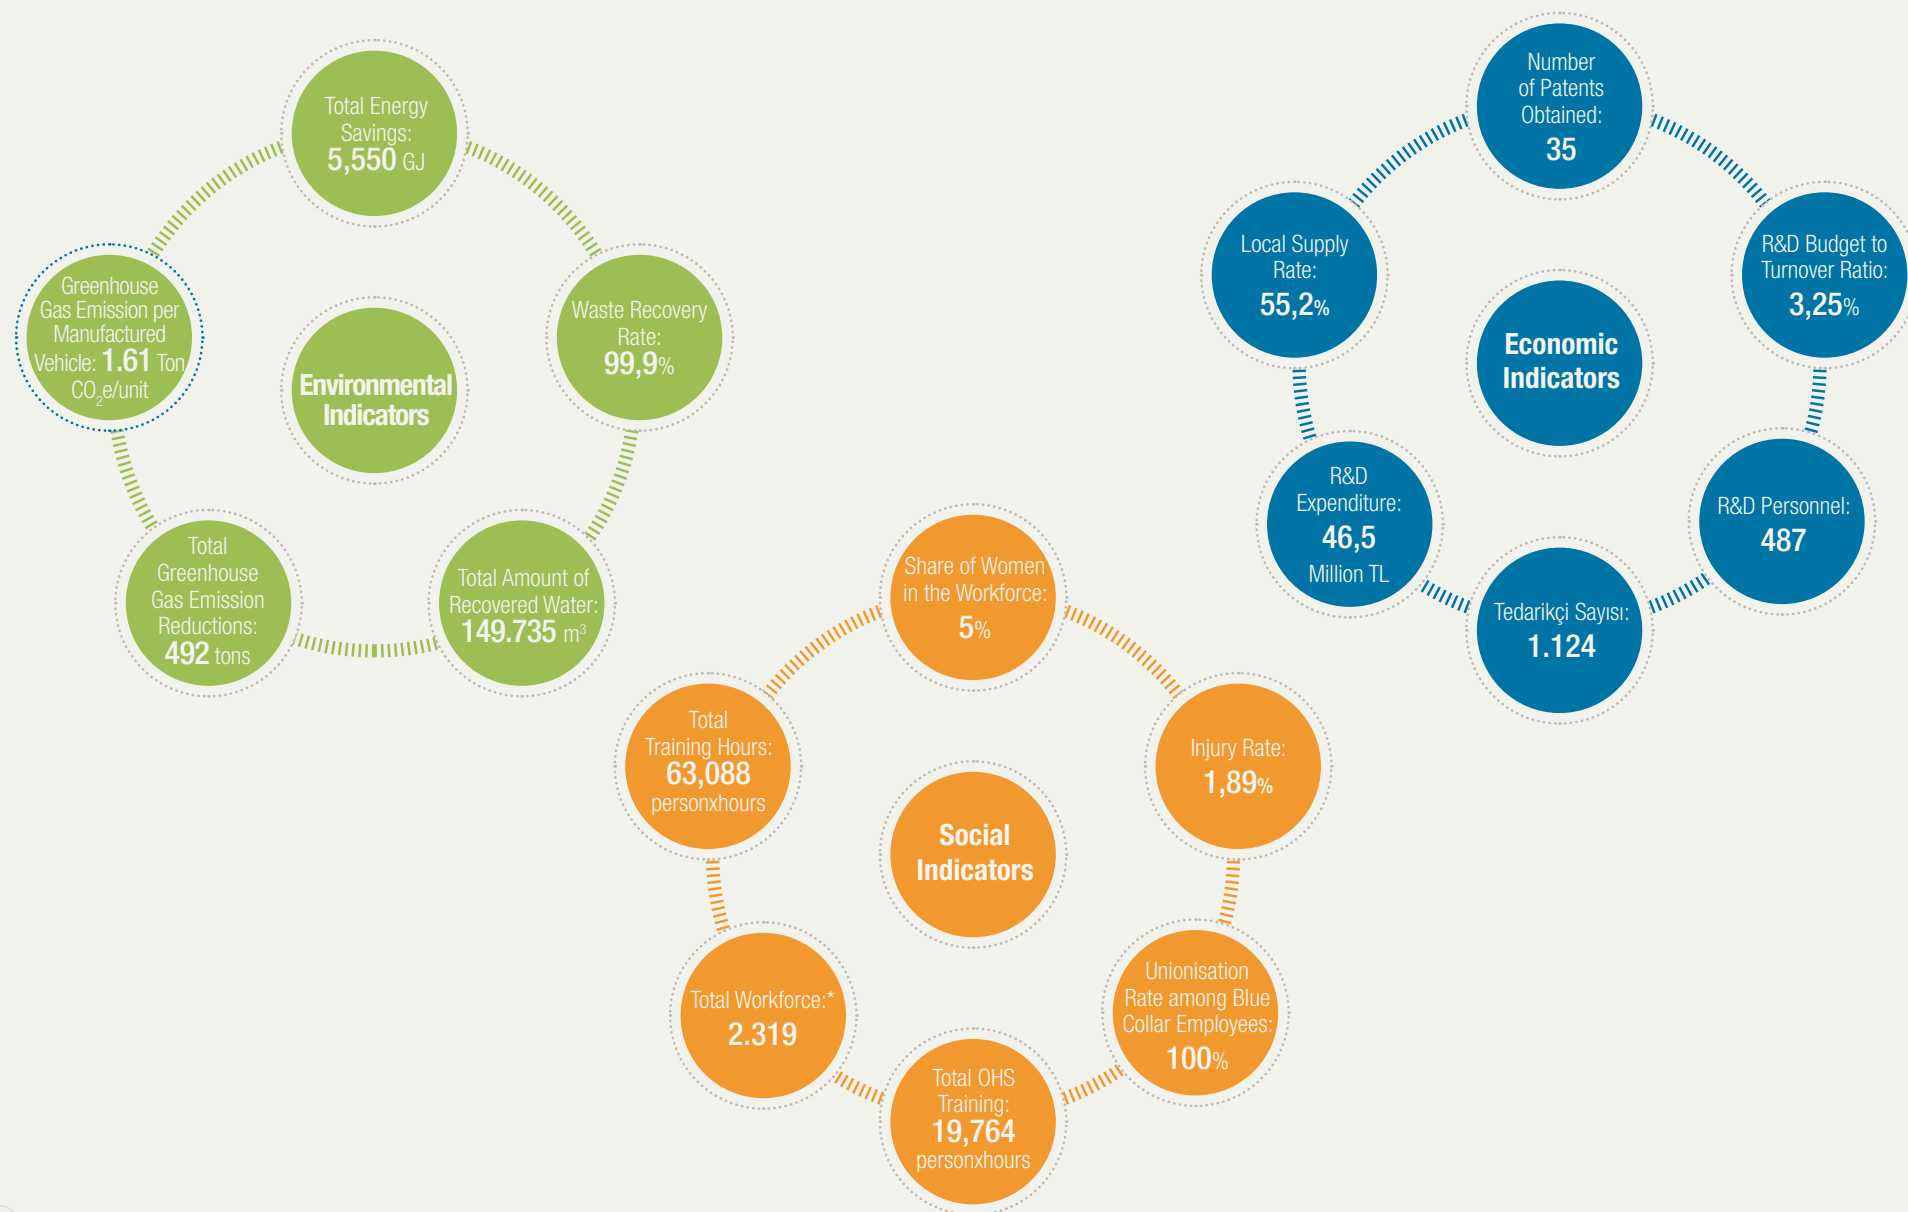 Total Energy
Savings:
5,550 GJ
Greenhouse
Gas Emission per
Manufactured
Vehicle: 1.61 Ton
CO2e/unit
Environmental
Indicators
Waste Recovery
Rate:
99,9%
Total
Greenhouse
Gas Emission
Reductions:
492 tons
Total Amount of
Recovered Water:
149.735 m³
Number
of Patents
Obtained:
35
Local Supply
Rate:
55,2%
Economic
Indicators
R&D Budget to
Turnover Ratio:
3,25%
R&D
Expenditure:
46,5
Million TL
R&D Personnel:
487
Tedarikçi Sayısı:
1.124
Share of Women
in the Workforce:
5%
Total
Training Hours:
63,088
personxhours
Social
Indicators
Injury Rate:
1,89%
Total Workforce:*
2.319
Unionisation
Rate among Blue
Collar Employees:
100%
Total OHS
Training:
19,764
personxhours